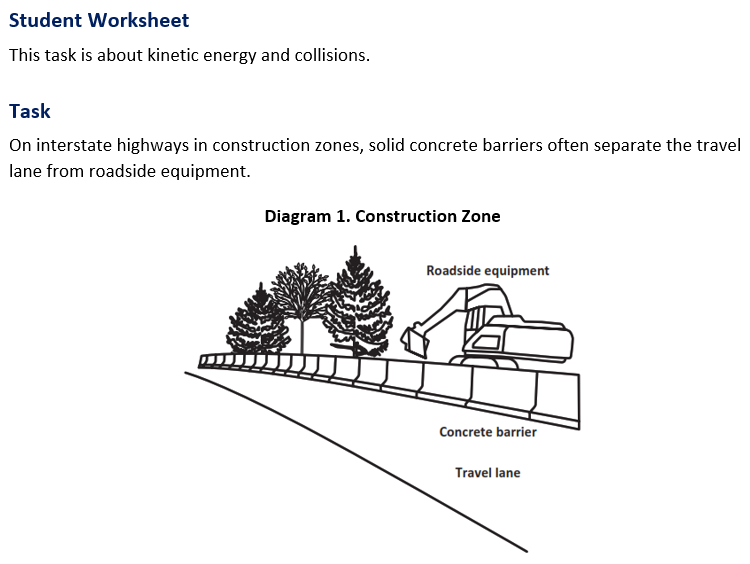 Student Worksheet
This task is about kinetic energy and collisions.
Task
On interstate highways in construction zones, solid concrete barriers often separate the travel
lane from roadside equipment.
Diagram 1. Construction Zone
Roadside equipment
Concrete barrier
Travel lane